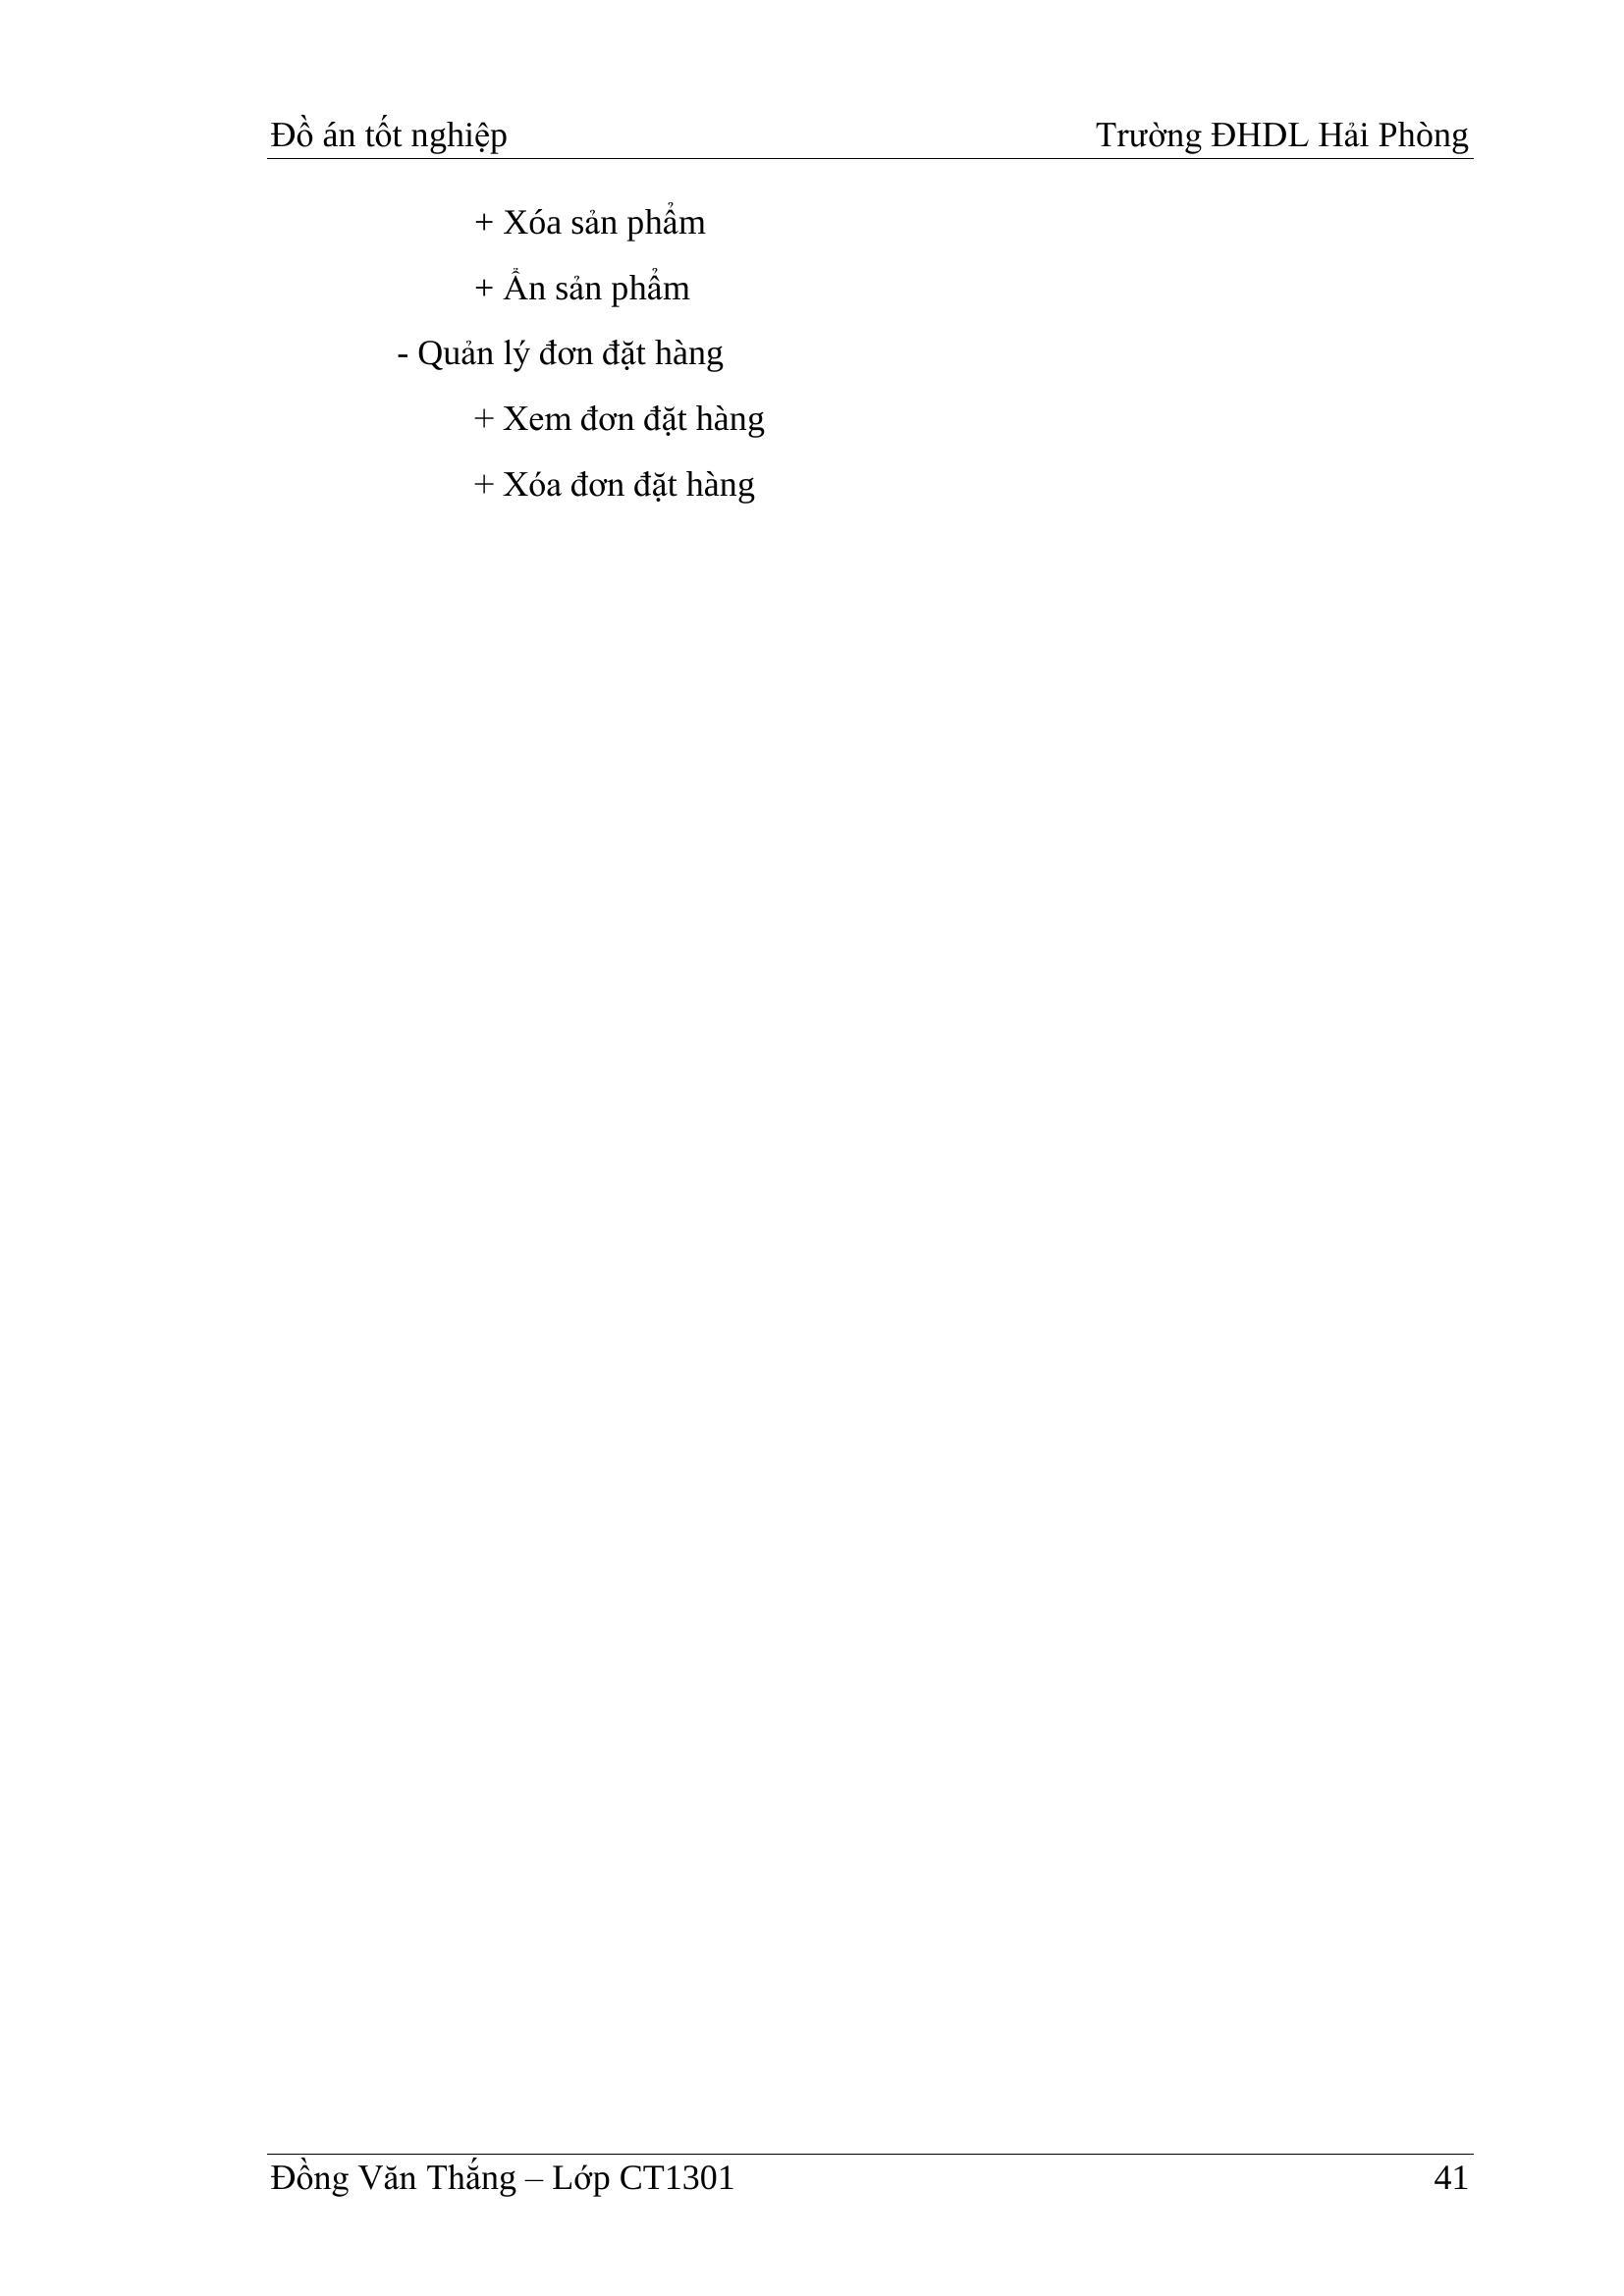 Đồ án tốt nghiệp Trường ĐHDL Hải Phòng
+ Xóa sản phẩm
+ Ẩn sản phẩm
- Quản lý đơn đặt hàng
+ Xem đơn đặt hàng
+ Xóa đơn đặt hàng
Đồng Văn Thắng – Lớp CT1301 41